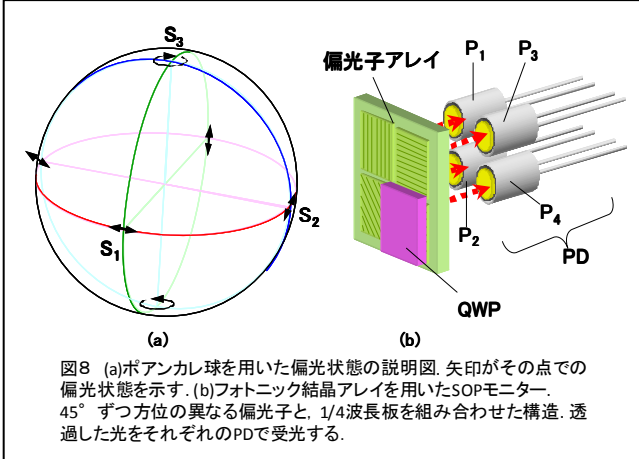 S3
S2
S1
(a)
偏光子アレイ
P1
P3
P4
P2
PD
QWP
(b)
図8 (a)ポアンカレ球を用いた偏光状態の説明図. 矢印がその点での
偏光状態を示す. (b)フォトニック結晶アレイを用いたSOPモニター.
45° ずつ方位の異なる偏光子と, 1/4波長板を組み合わせた構造. 透
過した光をそれぞれのPDで受光する.